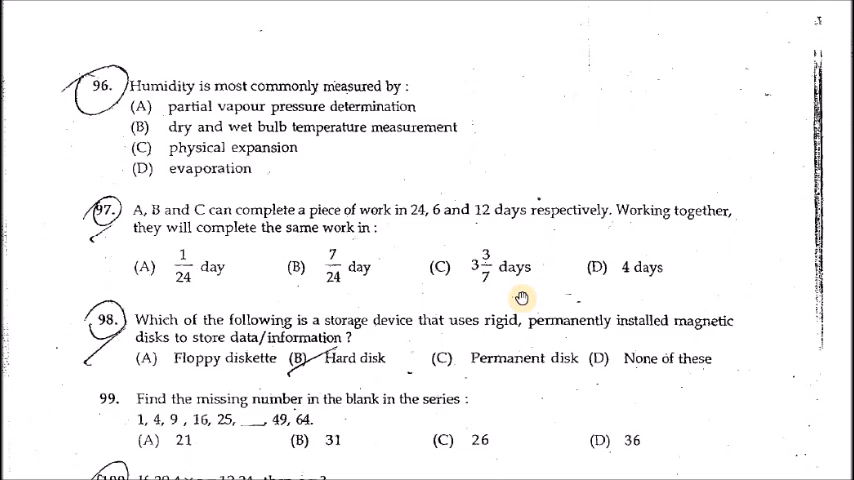 96. Humidity is most commonly measured by :
(A) partial vapour pressure determination
(B) dry and wet bulb temperature measurement
(C) physical expansion
(D) evaporation
97. A, B and C can complete a piece of work in 24, 6 and 12 days respectively. Working together,
they will complete the same work in :
(A) 1/24 day (B) 7/24 day (C) 3 3/7 days (D) 4 days
98. Which of the following is a storage device that uses rigid, permanently installed magnetic
disks to store data/information ?
(A) Floppy diskette (B) Hard disk (C) Permanent disk (D) None of these
99. Find the missing number in the blank in the series :
1, 4, 9 , 16, 25, ___, 49, 64.
(A) 21 (B) 31 (C) 26 (D) 36